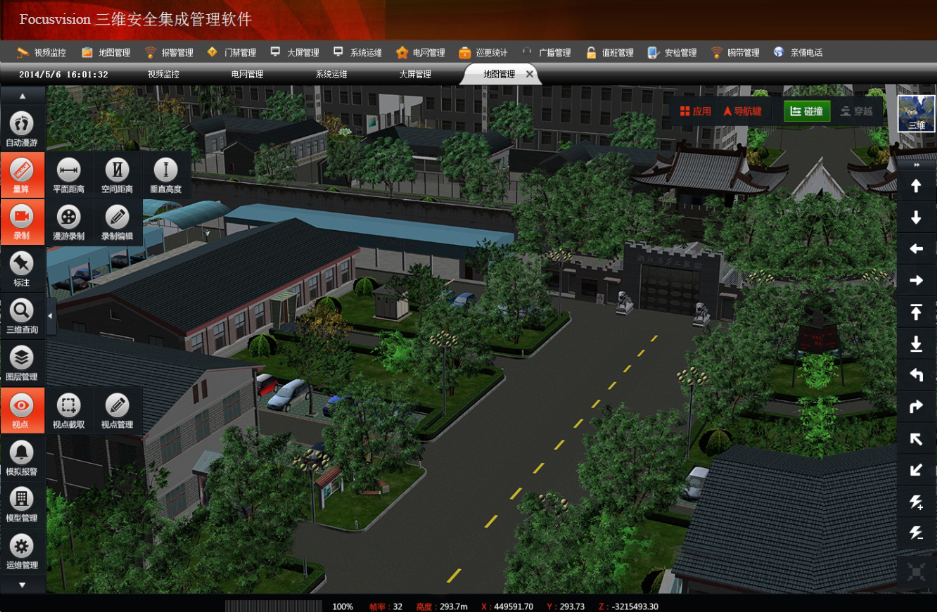 Focusvision 三维安全集成管理软件
视频监控 地图管理 报警管理 门禁管理 大屏管理 系统运维 电网管理 巡更统计 广播管理 值班管理 安检管理 腕带管理 亲情电话
2014/5/6 16:01:32 视频监控 电网管理 系统运维 大屏管理 地图管理
应用 导航键 碰撞 穿越
三维
自动漫游
量算 平面距离 空间距离 垂直高度
录制 漫游录制 录制编辑
标注
三维查询
图层管理
视点 视点截取 视点管理
模拟报警
模型管理
运维管理
100% 帧率：32 高度：293.7m X：449591.70 Y：293.73 Z：-3215493.30